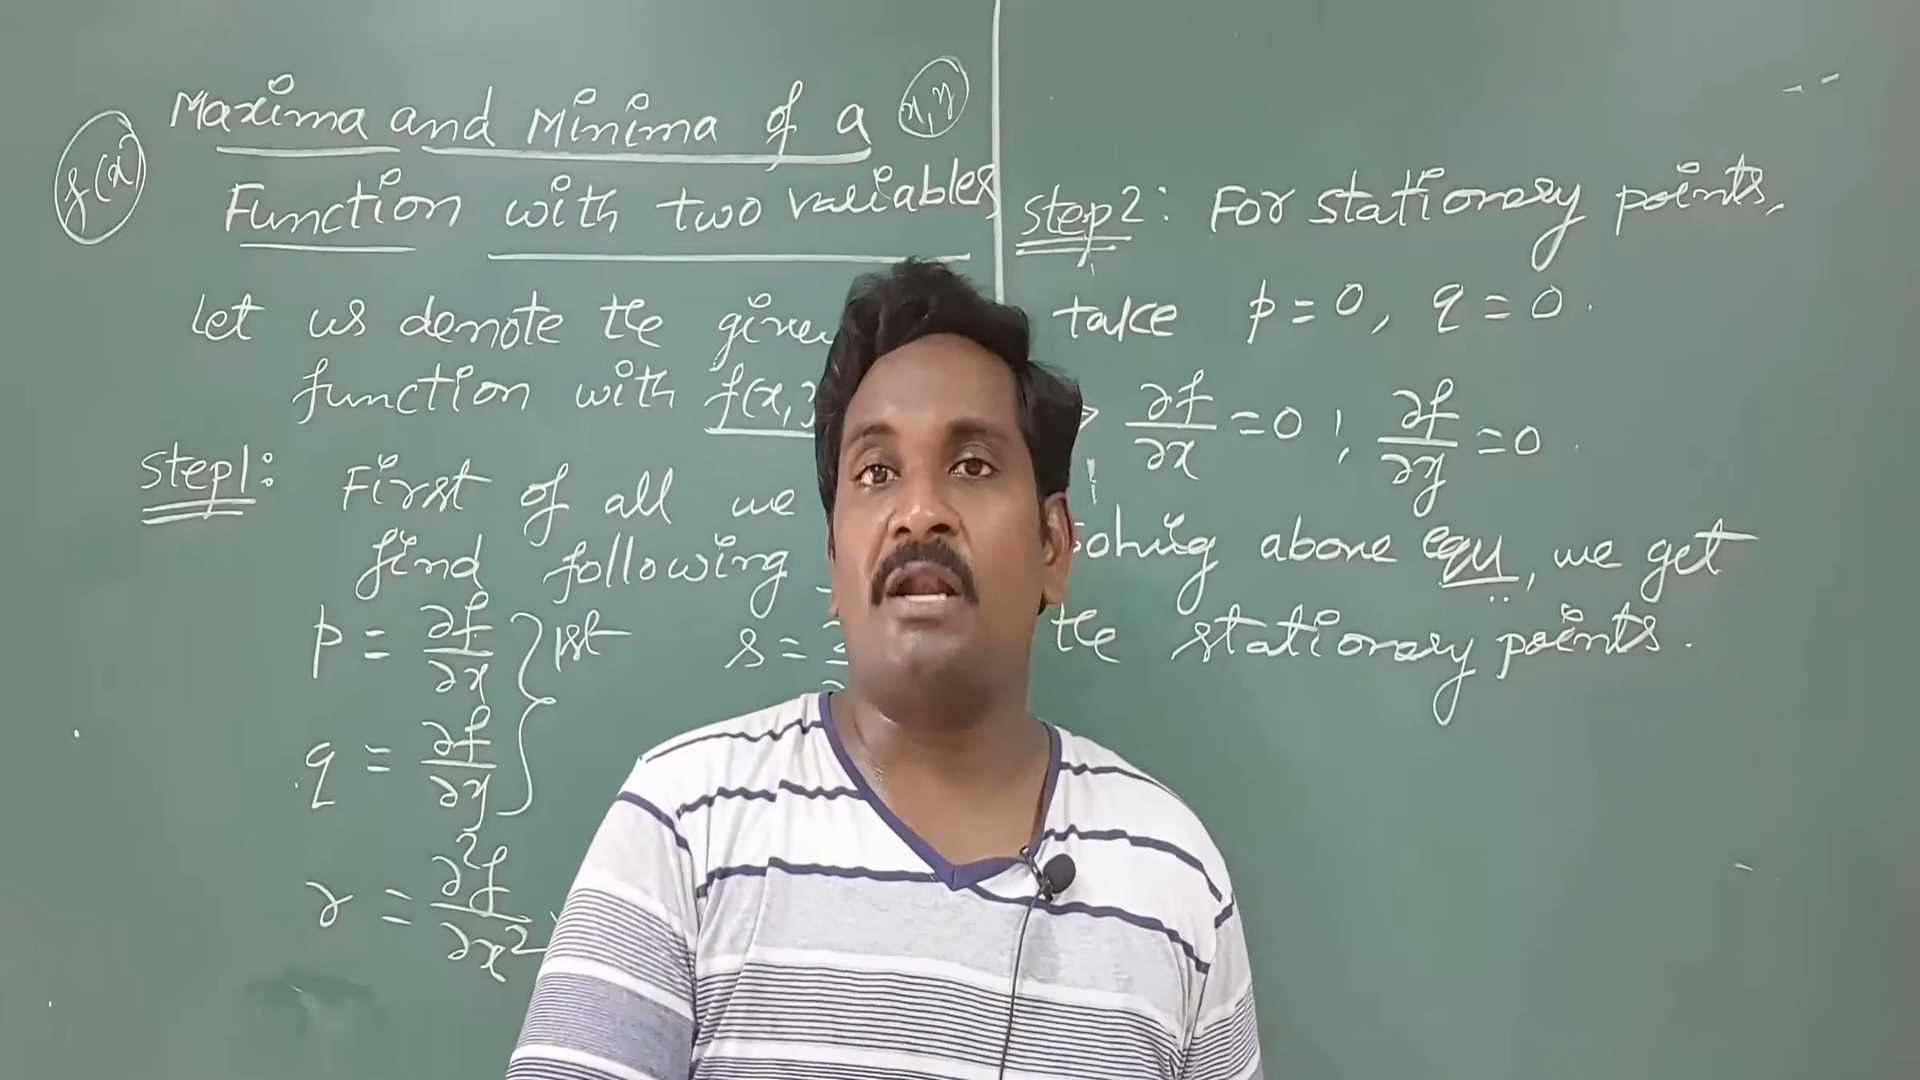 f(x)
Maxima and Minima of a (x, y)
Function with two variables
Let us denote the given
function with f(x,
Step1: First of all we
find following
p = ∂f/∂x } 1st
s =
q = ∂f/∂y }
r = ∂²f/∂x²
Step2: For stationary points,
take p = 0, q = 0.
∂f/∂x = 0 ; ∂f/∂y = 0
solving above equ, we get
the stationary points.